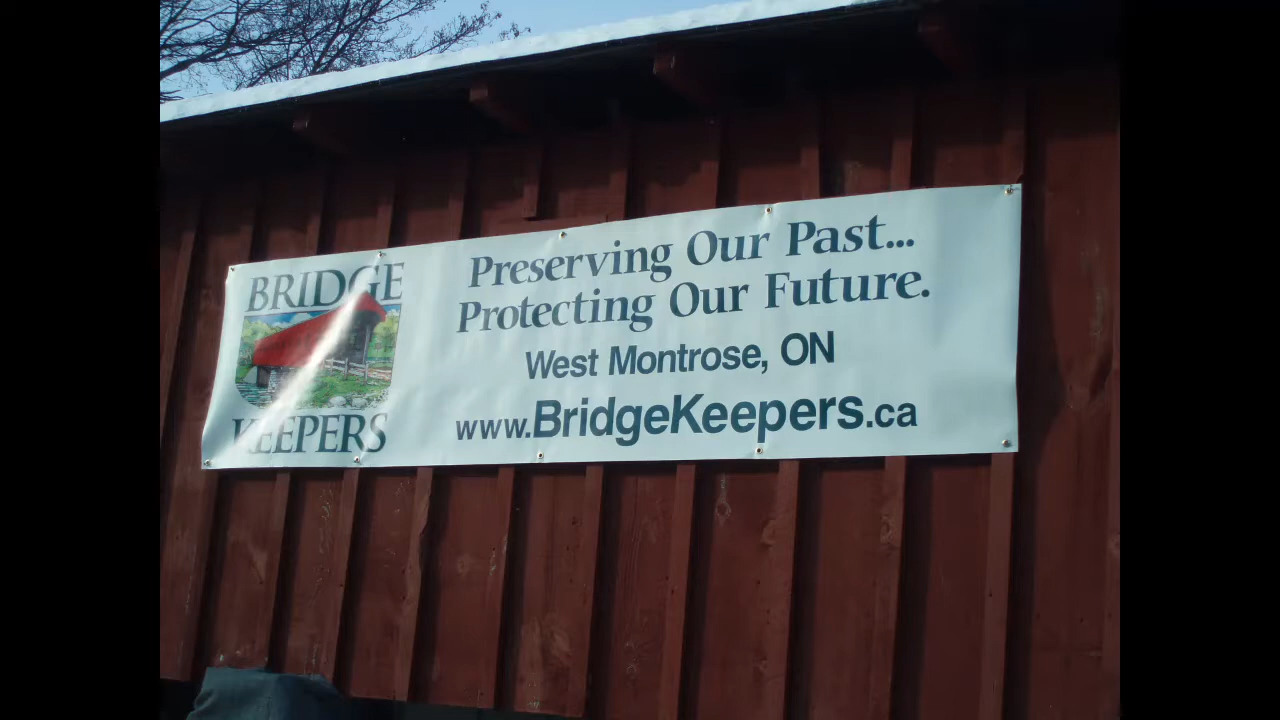 BRIDGE
KEEPERS
Preserving Our Past...
Protecting Our Future.
West Montrose, ON
www.BridgeKeepers.ca